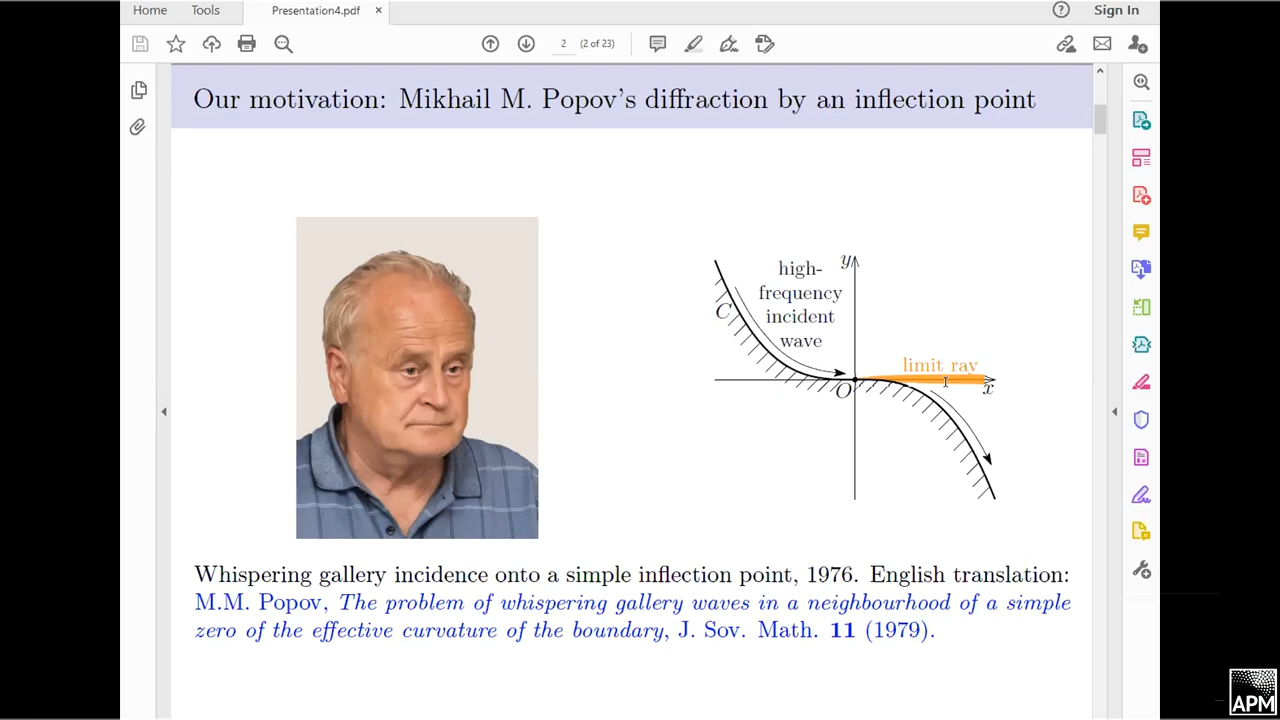 Home Tools Presentation4.pdf × Sign In
2 (2 of 23)
Our motivation: Mikhail M. Popov's diffraction by an inflection point
high-
frequency
incident
wave
y
C
limit ray
O
x
Whispering gallery incidence onto a simple inflection point, 1976. English translation:
M.M. Popov, The problem of whispering gallery waves in a neighbourhood of a simple
zero of the effective curvature of the boundary, J. Sov. Math. 11 (1979).
APM